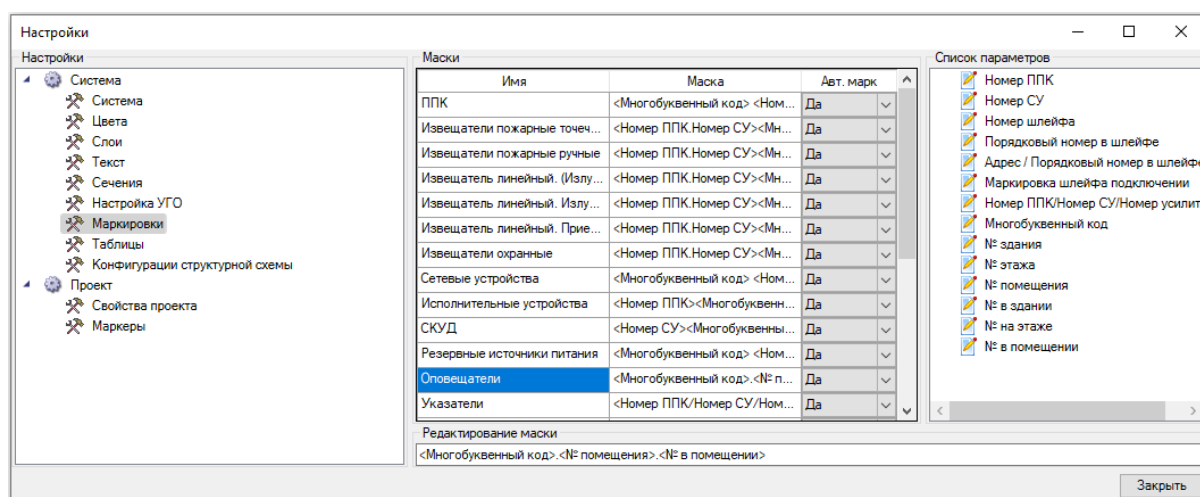 Настройки
Настройки
Система
Система
Цвета
Слои
Текст
Сечения
Настройка УГО
Маркировки
Таблицы
Конфигурации структурной схемы
Проект
Свойства проекта
Маркеры
Маски
Имя Маска Авт. марк
ППК <Многобуквенный код> <Ном... Да
Извещатели пожарные точеч... <Номер ППК.Номер СУ><Мн... Да
Извещатели пожарные ручные <Номер ППК.Номер СУ><Мн... Да
Извещатель линейный. (Излу... <Номер ППК.Номер СУ><Мн... Да
Извещатель линейный. Излу... <Номер ППК.Номер СУ><Мн... Да
Извещатель линейный. Прие... <Номер ППК.Номер СУ><Мн... Да
Извещатели охранные <Номер ППК.Номер СУ><Мн... Да
Сетевые устройства <Многобуквенный код> <Ном... Да
Исполнительные устройства <Номер ППК><Многобуквенн... Да
СКУД <Номер СУ><Многобуквенны... Да
Резервные источники питания <Многобуквенный код> <Ном... Да
Оповещатели <Многобуквенный код>.<№ п... Да
Указатели <Номер ППК/Номер СУ/Ном... Да
Редактирование маски
<Многобуквенный код>.<№ помещения>.<№ в помещении>
Список параметров
Номер ППК
Номер СУ
Номер шлейфа
Порядковый номер в шлейфе
Адрес / Порядковый номер в шлейфе
Маркировка шлейфа подключении
Номер ППК/Номер СУ/Номер усилит
Многобуквенный код
№ здания
№ этажа
№ помещения
№ в здании
№ на этаже
№ в помещении
Закрыть